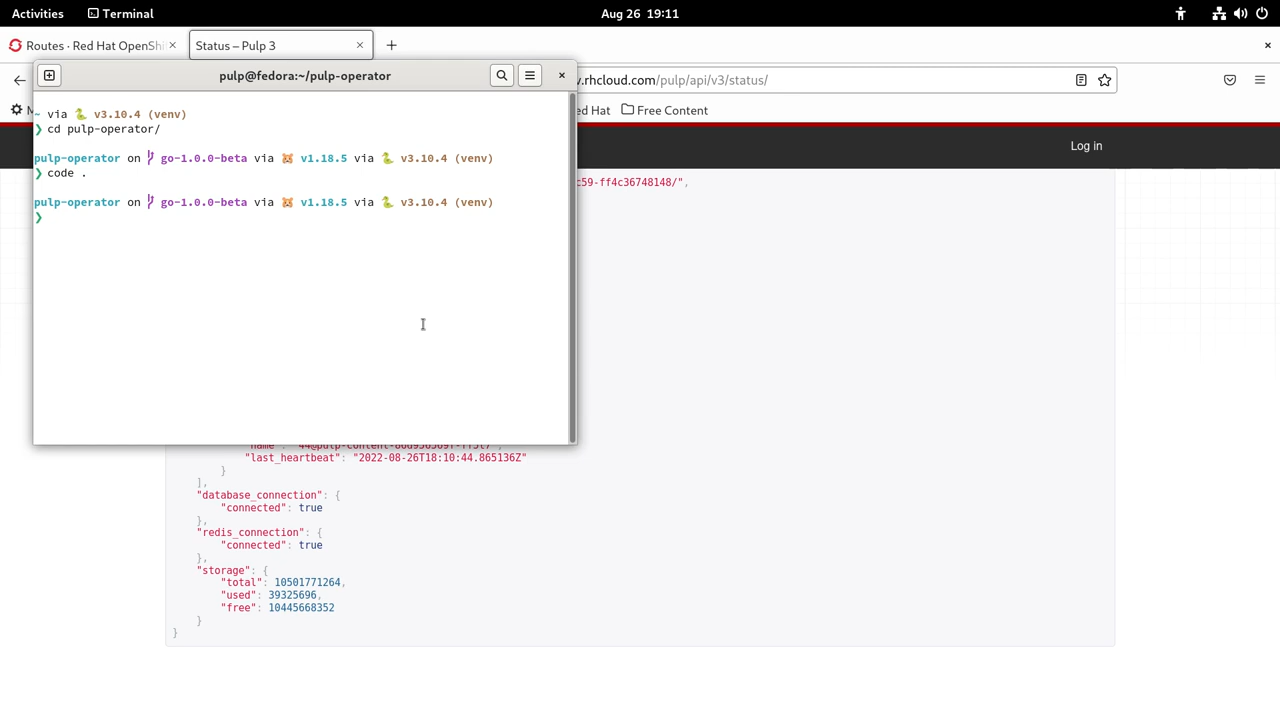 Activities Terminal Aug 26 19:11
Routes · Red Hat OpenShi Status – Pulp 3
pulp@fedora:~/pulp-operator
v.rhcloud.com/pulp/api/v3/status/
ed Hat Free Content
Log in
~ via 🐍 v3.10.4 (venv)
❯ cd pulp-operator/
pulp-operator on go-1.0.0-beta via 🐹 v1.18.5 via 🐍 v3.10.4 (venv)
❯ code .
pulp-operator on go-1.0.0-beta via 🐹 v1.18.5 via 🐍 v3.10.4 (venv)
❯
c59-ff4c36748148/",
"last_heartbeat": "2022-08-26T18:10:44.865136Z"
}
],
"database_connection": {
"connected": true
},
"redis_connection": {
"connected": true
},
"storage": {
"total": 10501771264,
"used": 39325696,
"free": 10445668352
}
}